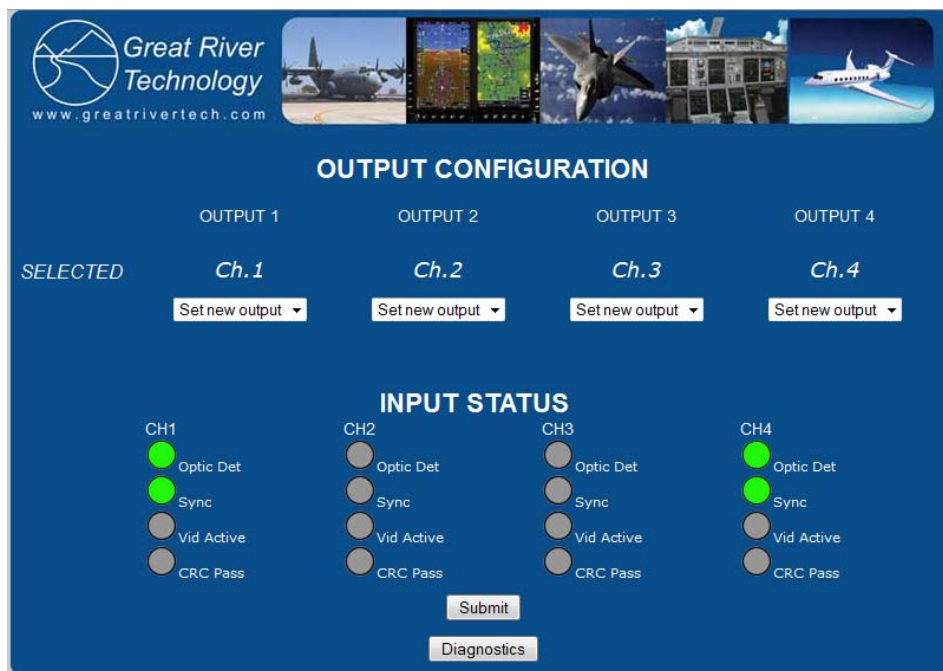 Great River
Technology
www.greatrivertech.com
OUTPUT CONFIGURATION
OUTPUT 1 OUTPUT 2 OUTPUT 3 OUTPUT 4
SELECTED Ch.1 Ch.2 Ch.3 Ch.4
Set new output Set new output Set new output Set new output
INPUT STATUS
CH1 CH2 CH3 CH4
Optic Det Optic Det Optic Det Optic Det
Sync Sync Sync Sync
Vid Active Vid Active Vid Active Vid Active
CRC Pass CRC Pass CRC Pass CRC Pass
Submit
Diagnostics